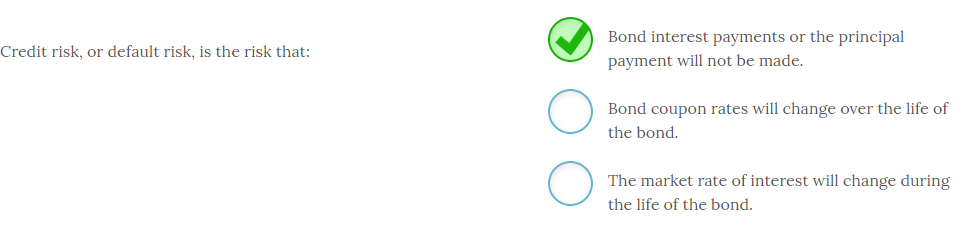 Credit risk, or default risk, is the risk that:
Bond interest payments or the principal
payment will not be made.
Bond coupon rates will change over the life of
the bond.
The market rate of interest will change during
the life of the bond.